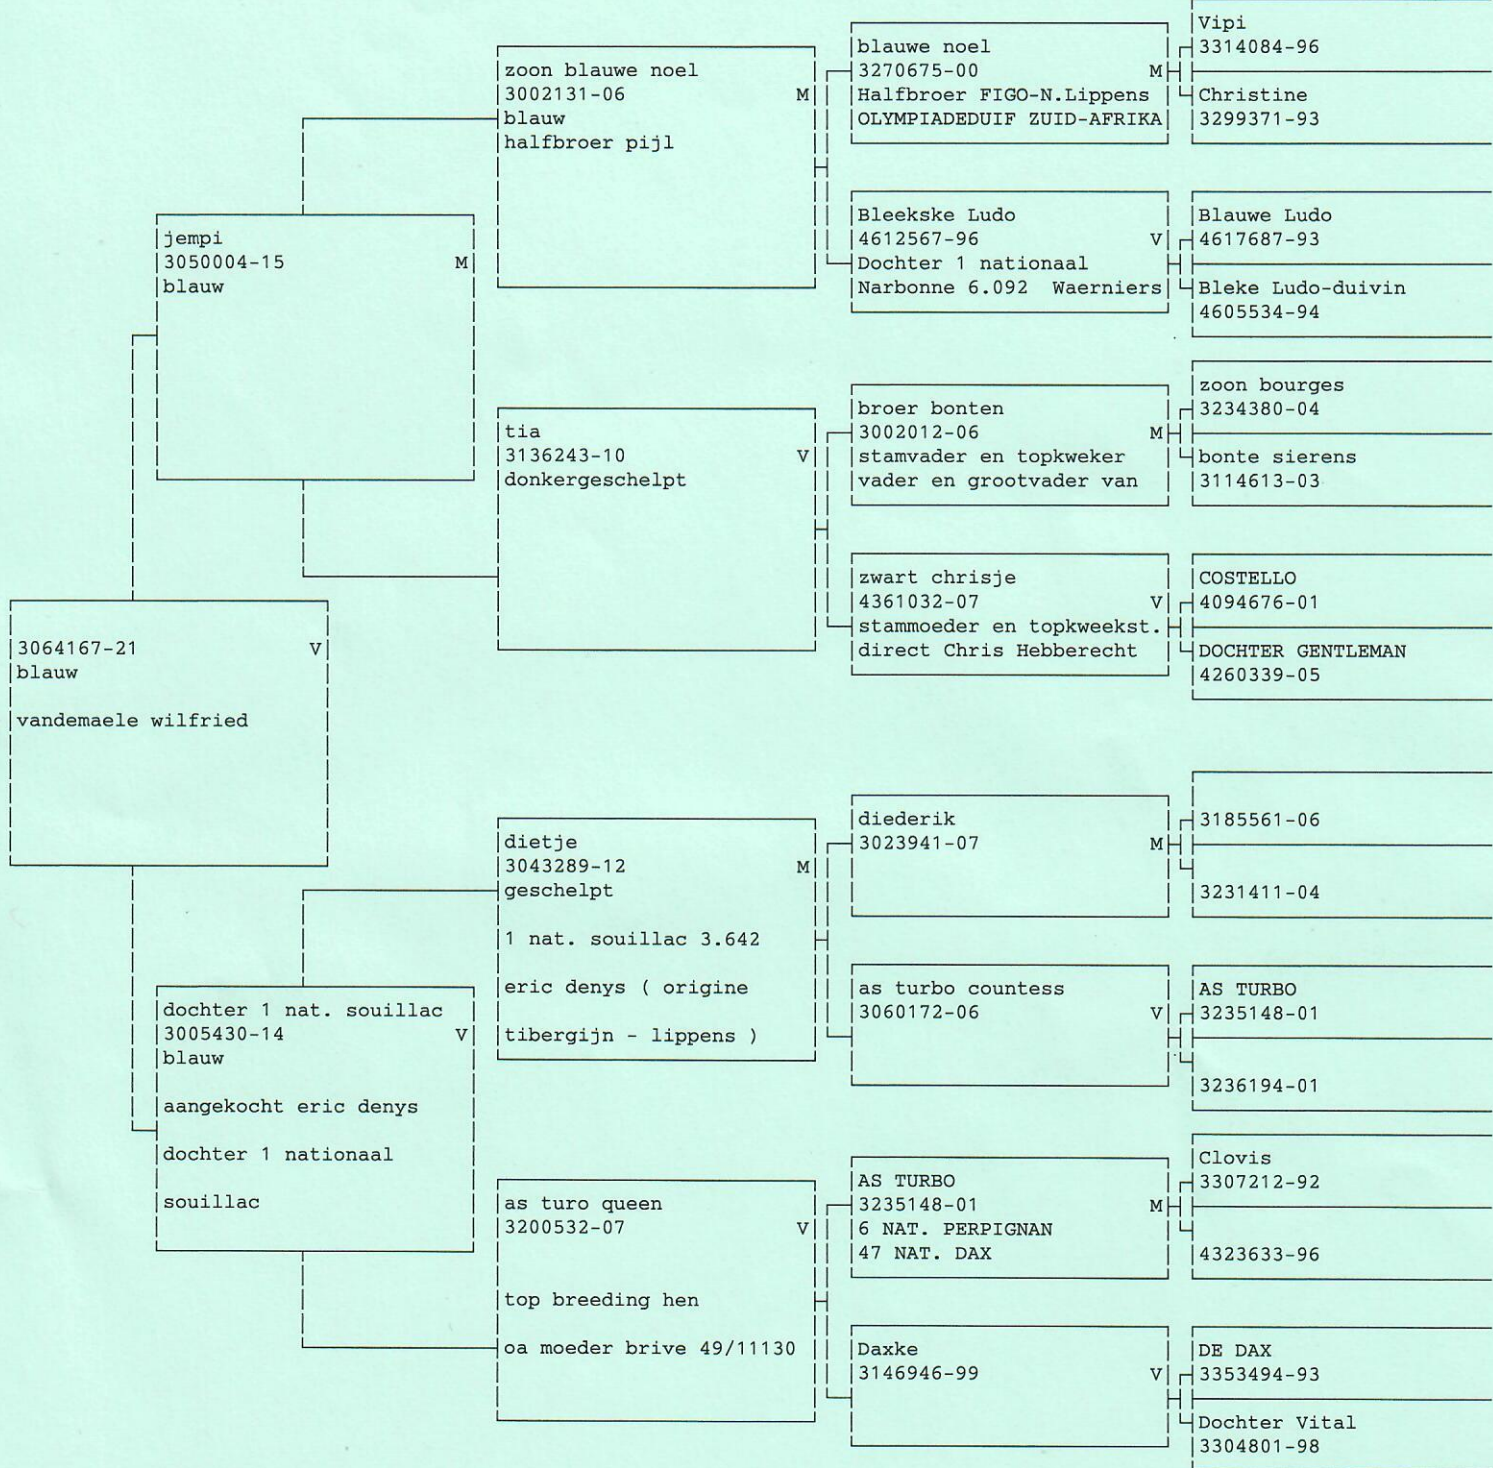 3064167-21 V
blauw
vandemaele wilfried
jempi
3050004-15 M
blauw
dochter 1 nat. souillac
3005430-14 V
blauw
aangekocht eric denys
dochter 1 nationaal
souillac
zoon blauwe noel
3002131-06 M
blauw
halfbroer pijl
tia
3136243-10 V
donkergeschelpt
dietje
3043289-12 M
geschelpt
1 nat. souillac 3.642
eric denys ( origine
tibergijn - lippens )
as turo queen
3200532-07 V
top breeding hen
oa moeder brive 49/11130
blauwe noel
3270675-00 M
Halfbroer FIGO-N.Lippens
OLYMPIADEDUIF ZUID-AFRIKA
Bleekske Ludo
4612567-96 V
Dochter 1 nationaal
Narbonne 6.092 Waerniers
broer bonten
3002012-06 M
stamvader en topkweker
vader en grootvader van
zwart chrisje
4361032-07 V
stammoeder en topkweekst.
direct Chris Hebberecht
diederik
3023941-07 M
as turbo countess
3060172-06 V
AS TURBO
3235148-01 M
6 NAT. PERPIGNAN
47 NAT. DAX
Daxke
3146946-99 V
Vipi
3314084-96
Christine
3299371-93
Blauwe Ludo
4617687-93
Bleke Ludo-duivin
4605534-94
zoon bourges
3234380-04
bonte sierens
3114613-03
COSTELLO
4094676-01
DOCHTER GENTLEMAN
4260339-05
3185561-06
3231411-04
AS TURBO
3235148-01
3236194-01
Clovis
3307212-92
4323633-96
DE DAX
3353494-93
Dochter Vital
3304801-98